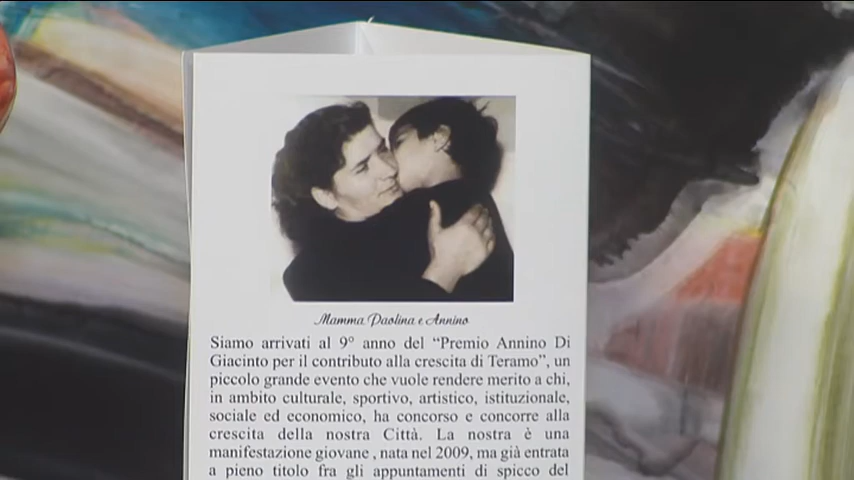 Mamma Paolina e Annino
Siamo arrivati al 9° anno del “Premio Annino Di
Giacinto per il contributo alla crescita di Teramo”, un
piccolo grande evento che vuole rendere merito a chi,
in ambito culturale, sportivo, artistico, istituzionale,
sociale ed economico, ha concorso e concorre alla
crescita della nostra Città. La nostra è una
manifestazione giovane , nata nel 2009, ma già entrata
a pieno titolo fra gli appuntamenti di spicco del